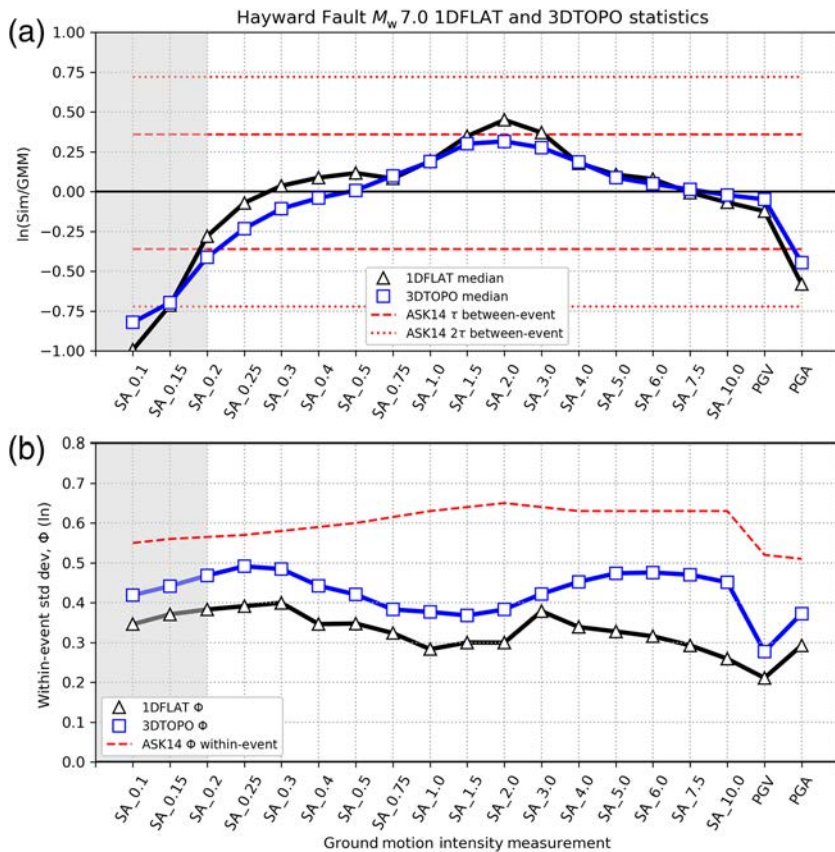 Hayward Fault Mw 7.0 1DFLAT and 3DTOPO statistics
(a)
1.00
0.75
0.50
0.25
0.00
−0.25
−0.50
−0.75
−1.00
ln(Sim/GMM)
1DFLAT median
3DTOPO median
ASK14 τ between-event
ASK14 2τ between-event
SA_0.1
SA_0.15
SA_0.2
SA_0.25
SA_0.3
SA_0.4
SA_0.5
SA_0.75
SA_1.0
SA_1.5
SA_2.0
SA_3.0
SA_4.0
SA_5.0
SA_6.0
SA_7.5
SA_10.0
PGV
PGA
(b)
0.8
0.7
0.6
0.5
0.4
0.3
0.2
0.1
0.0
Within-event std dev, Φ (ln)
1DFLAT Φ
3DTOPO Φ
ASK14 Φ within-event
SA_0.1
SA_0.15
SA_0.2
SA_0.25
SA_0.3
SA_0.4
SA_0.5
SA_0.75
SA_1.0
SA_1.5
SA_2.0
SA_3.0
SA_4.0
SA_5.0
SA_6.0
SA_7.5
SA_10.0
PGV
PGA
Ground motion intensity measurement